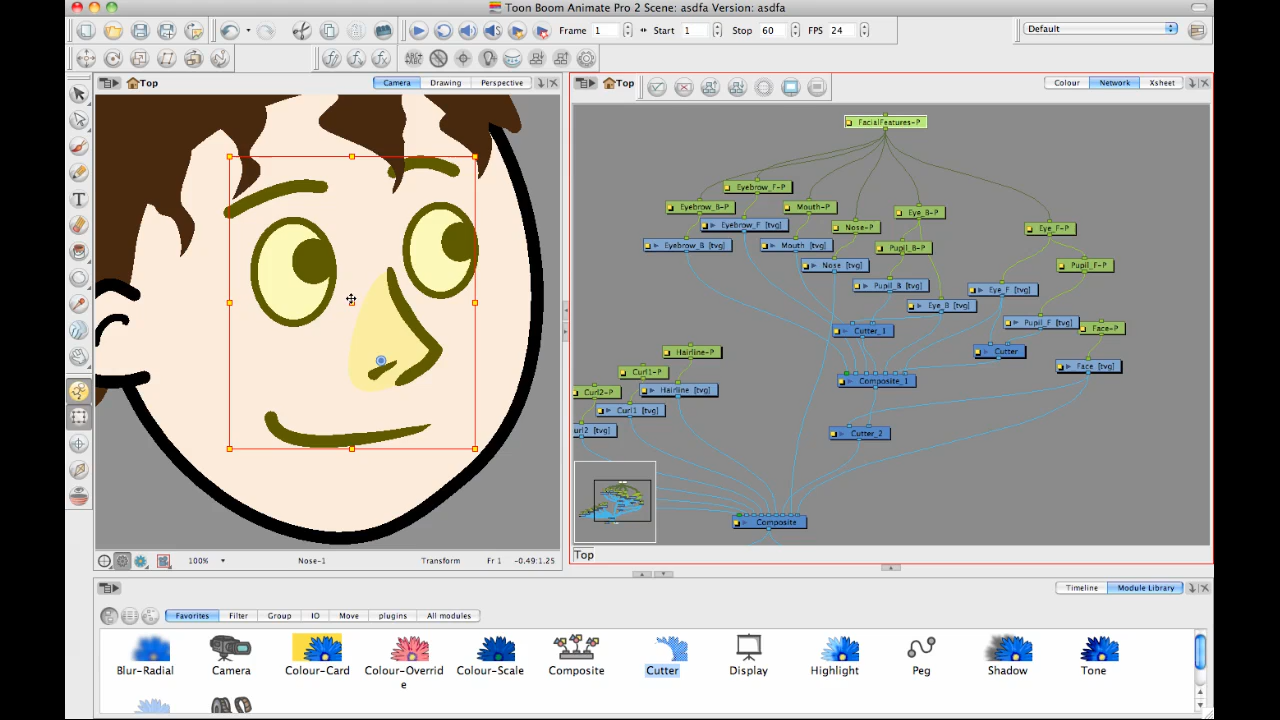 Toon Boom Animate Pro 2 Scene: asdfa Version: asdfa
Frame 1 Start 1 Stop 60 FPS 24 Default
Top Camera Drawing Perspective
Top Colour Network Xsheet
FacialFeatures-P
Eyebrow_F-P
Eyebrow_B-P Mouth-P Eye_B-P
Eyebrow_F [tvg] Nose-P Eye_F-P
Eyebrow_B [tvg] Mouth [tvg] Pupil_B-P
Nose [tvg] Pupil_F-P
Pupil_B [tvg] Eye_F [tvg]
Eye_B [tvg]
Cutter_1 Pupil_F [tvg] Face-P
Hairline-P Cutter
Curl1-P Face [tvg]
Curl2-P Hairline [tvg] Composite_1
Curl1 [tvg]
url2 [tvg] Cutter_2
Composite
Top
100% Nose-1 Transform Fr 1 -0.49:1.25
Timeline Module Library
Favorites Filter Group IO Move plugins All modules
Blur-Radial Camera Colour-Card Colour-Overrid Colour-Scale Composite Cutter Display Highlight Peg Shadow Tone
e